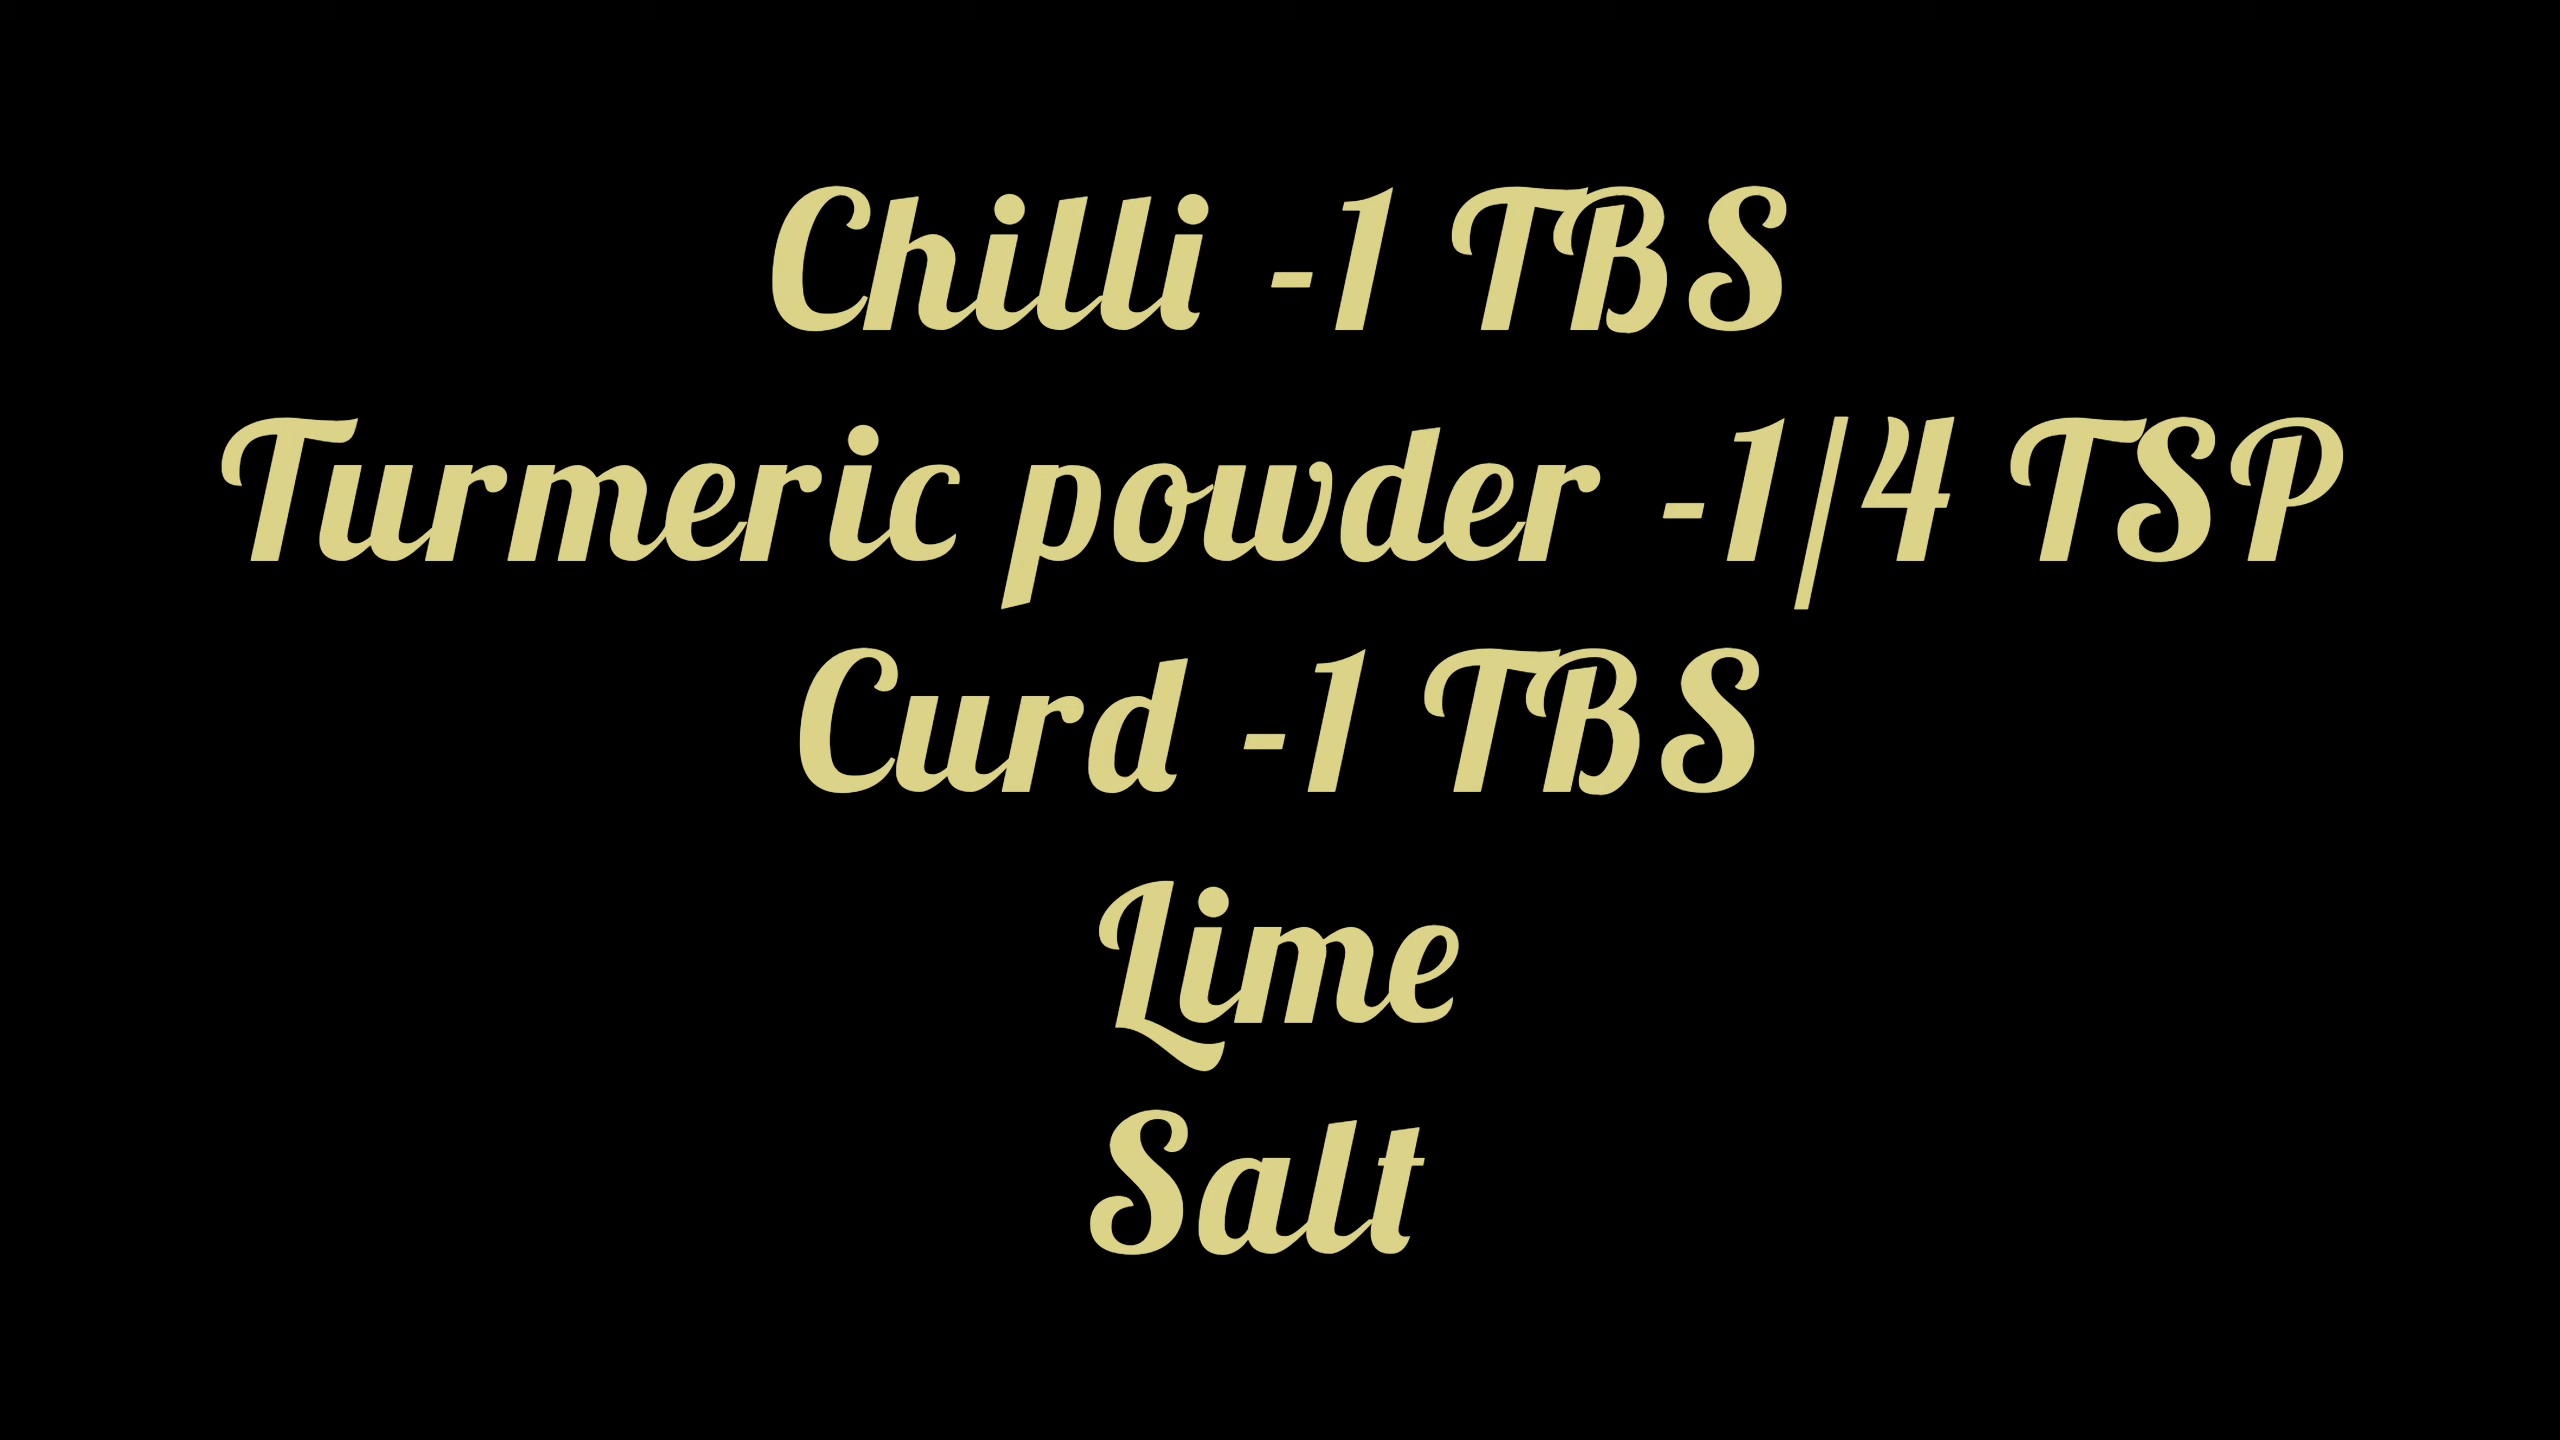 Chilli -1 TBS
Turmeric powder -1/4 TSP
Curd -1 TBS
Lime
Salt